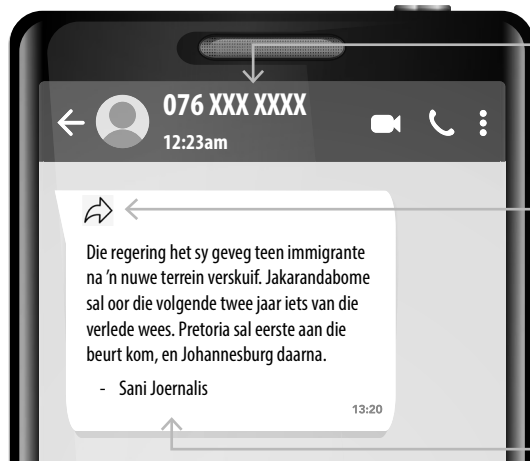 076 XXX XXXX
12:23am
Die regering het sy geveg teen immigrante
na 'n nuwe terrein verskuif. Jakarandabome
sal oor die volgende twee jaar iets van die
verlede wees. Pretoria sal eerste aan die
beurt kom, en Johannesburg daarna.
- Sani Joernalis
13:20